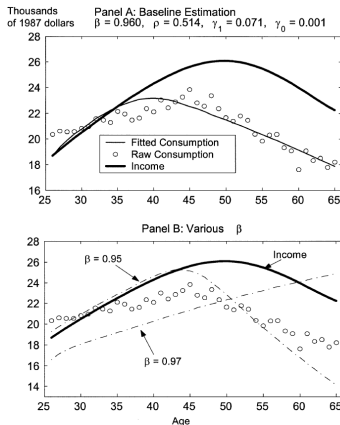 Thousands of 1987 dollars
Panel A: Baseline Estimation
β = 0.960, ρ = 0.514, γ1 = 0.071, γ0 = 0.001
28
26
24
22
20
18
16
Fitted Consumption
Raw Consumption
Income
25 30 35 40 45 50 55 60 65
Panel B: Various β
28
26
24
22
20
18
16
14
β = 0.95
Income
β = 0.97
25 30 35 40 45 50 55 60 65
Age